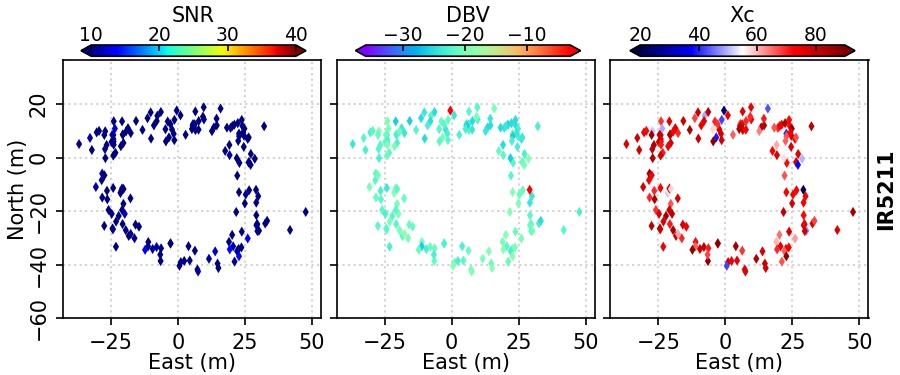 SNR DBV Xc
10 20 30 40 −30 −20 −10 20 40 60 80
20
0
−20
−40
−60
North (m)
IR5211
−25 0 25 50 −25 0 25 50 −25 0 25 50
East (m) East (m) East (m)